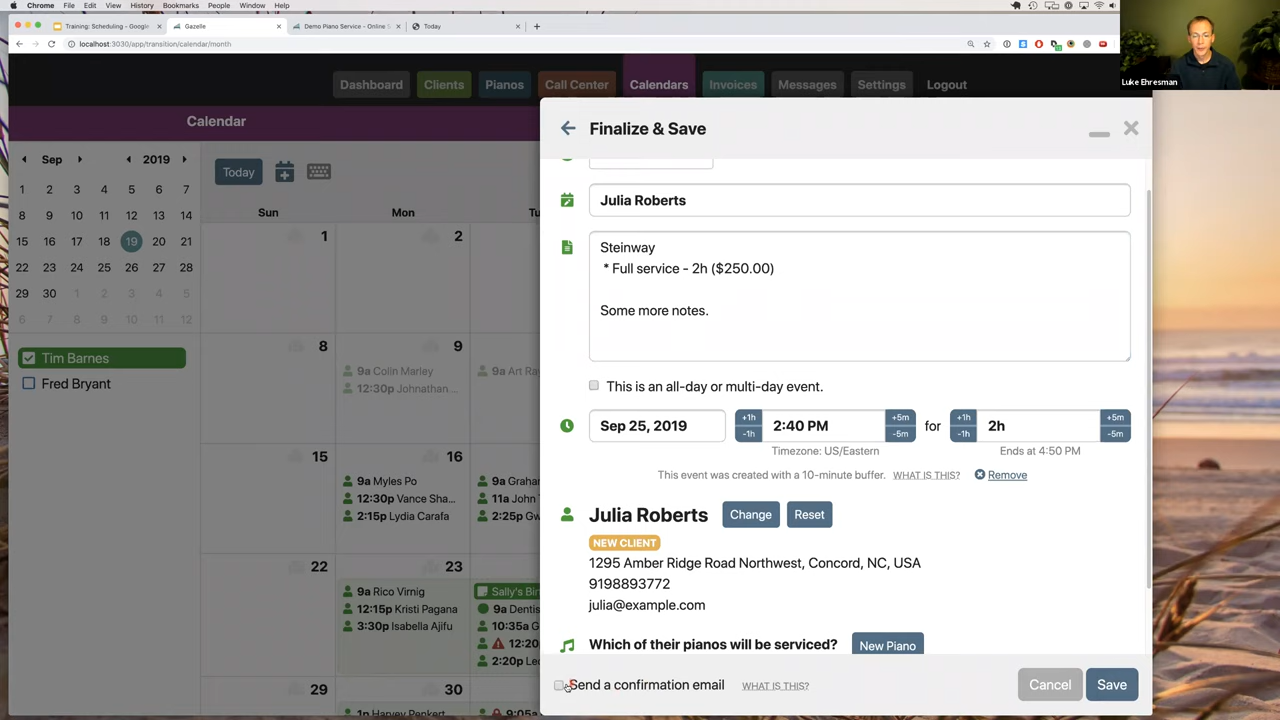 Chrome File Edit View History Bookmarks People Window Help
Training: Scheduling - Google
Gazelle
Demo Piano Service - Online
Today
localhost:3030/app/transition/calendar/month
Luke Ehresman
Dashboard Clients Pianos Call Center Calendars Invoices Messages Settings Logout
Calendar
Sep 2019
1 2 3 4 5 6 7
8 9 10 11 12 13 14
15 16 17 18 19 20 21
22 23 24 25 26 27 28
29 30 1 2 3 4 5
6 7 8 9 10 11 12
Tim Barnes
Fred Bryant
Today
Sun Mon Tu
1 2
8 9
9a Colin Marley
12:30p Johnathan...
9a Art Ra
15 16
9a Myles Po
12:30p Vance Sha...
2:15p Lydia Carafa
9a Graha
11a John
2:25p Gw
22 23
9a Rico Virnig
12:15p Kristi Pagana
3:30p Isabella Ajifu
Sally's Bir
9a Dentis
10:35a G
12:20p
2:20p Le
29 30
1p Harvey Penkert
9:05a
Finalize & Save
Julia Roberts
Steinway
* Full service - 2h ($250.00)
Some more notes.
This is an all-day or multi-day event.
Sep 25, 2019 +1h -1h 2:40 PM +5m -5m for +1h -1h 2h +5m -5m
Timezone: US/Eastern Ends at 4:50 PM
This event was created with a 10-minute buffer. WHAT IS THIS? Remove
Julia Roberts Change Reset
NEW CLIENT
1295 Amber Ridge Road Northwest, Concord, NC, USA
9198893772
julia@example.com
Which of their pianos will be serviced? New Piano
Send a confirmation email WHAT IS THIS? Cancel Save